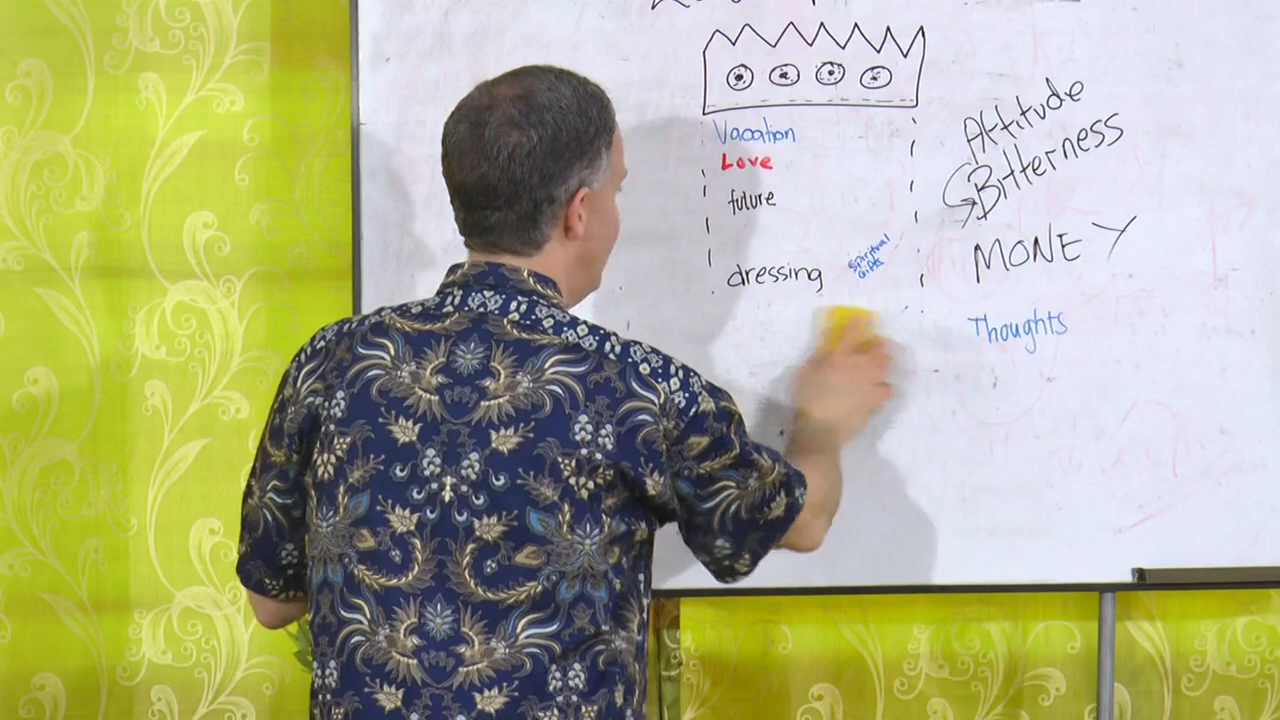 Vacation
Love
future
dressing
Spiritual
Gifts
Attitude
Bitterness
MONEY
Thoughts